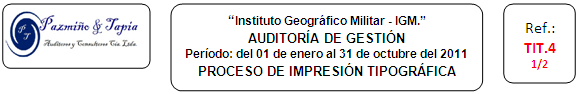 Pazmiño & Tapia
Auditores y Consultores Cía. Ltda.
PT
“Instituto Geográfico Militar - IGM.”
AUDITORÍA DE GESTIÓN
Período: del 01 de enero al 31 de octubre del 2011
PROCESO DE IMPRESIÓN TIPOGRÁFICA
Ref.:
TIT.4
1/2